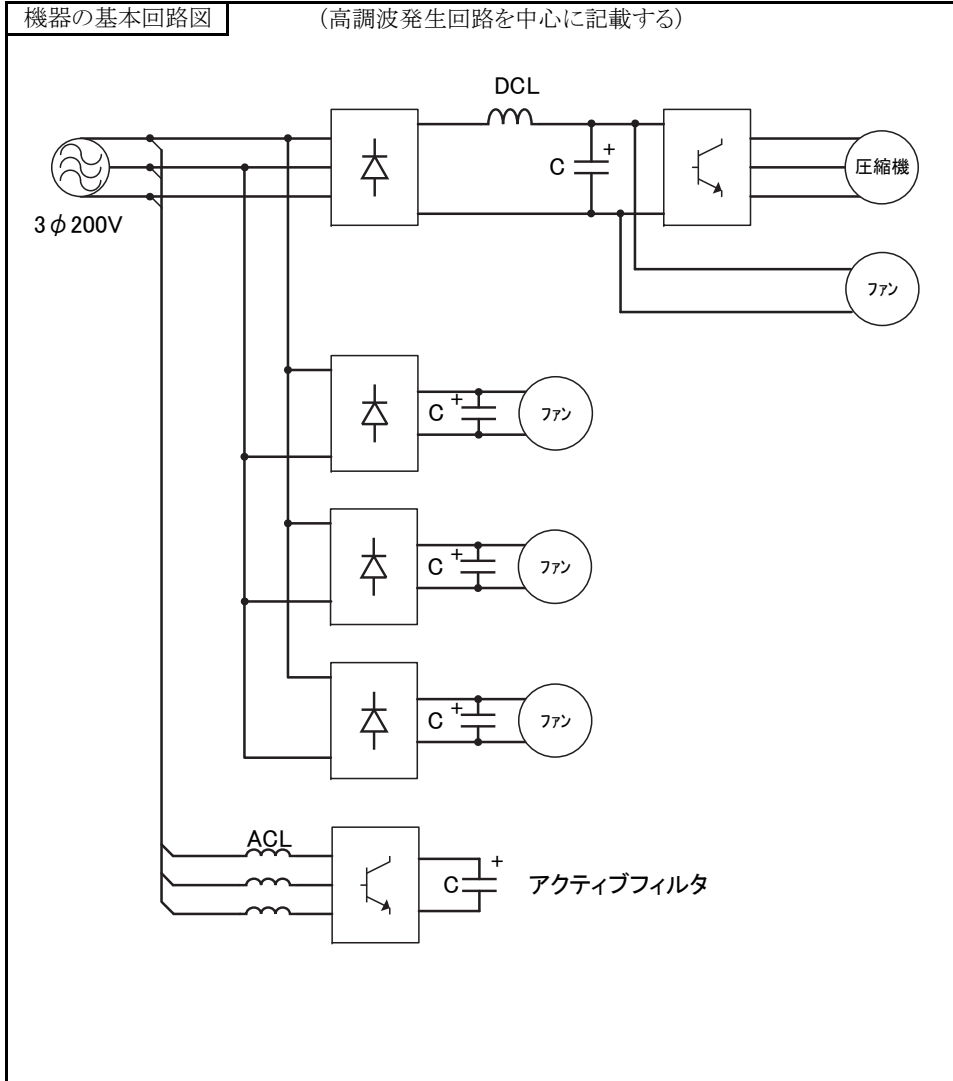 機器の基本回路図 (高調波発生回路を中心に記載する)
DCL
C +
圧縮機
3φ200V
ファン
C + ファン
C + ファン
C + ファン
ACL
C + アクティブフィルタ